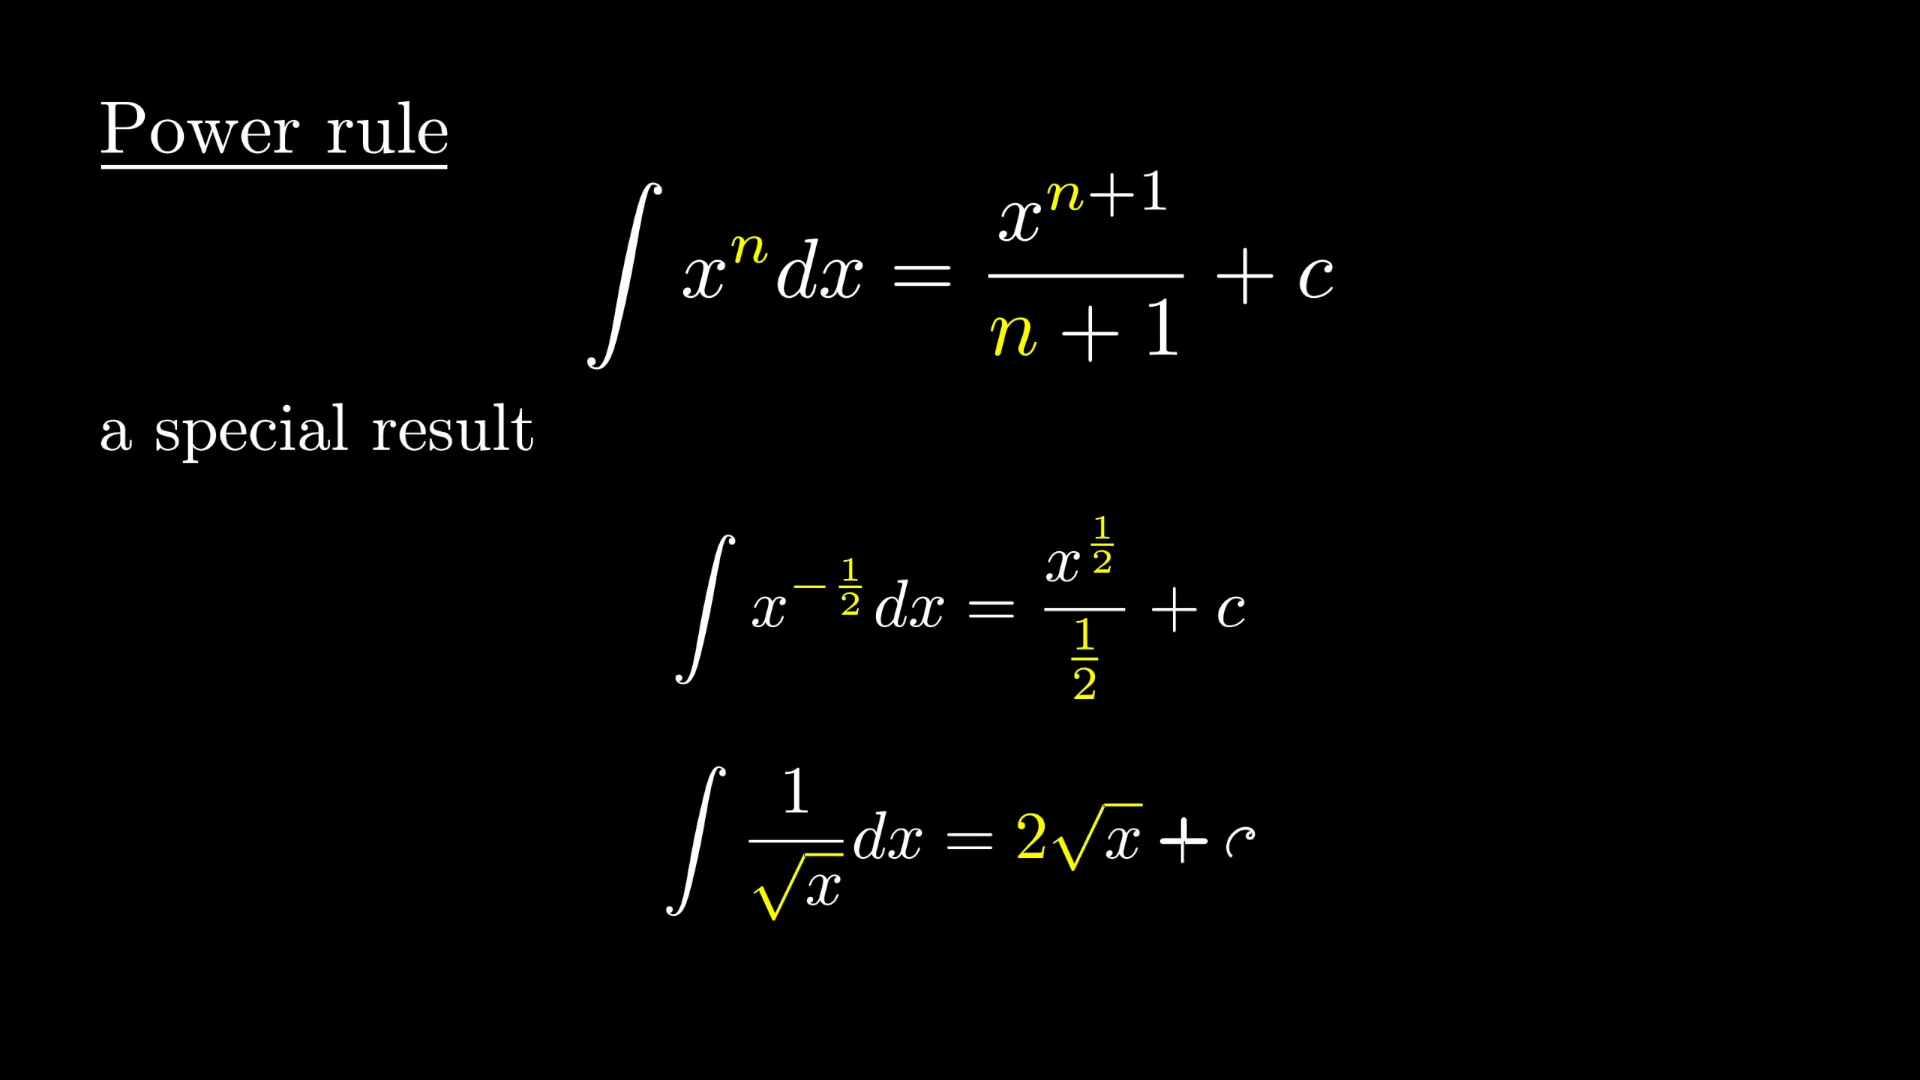 Power rule
∫ xⁿ dx = xⁿ⁺¹ / (n + 1) + c
a special result
∫ x^(−1/2) dx = x^(1/2) / (1/2) + c
∫ 1/√x dx = 2√x + c